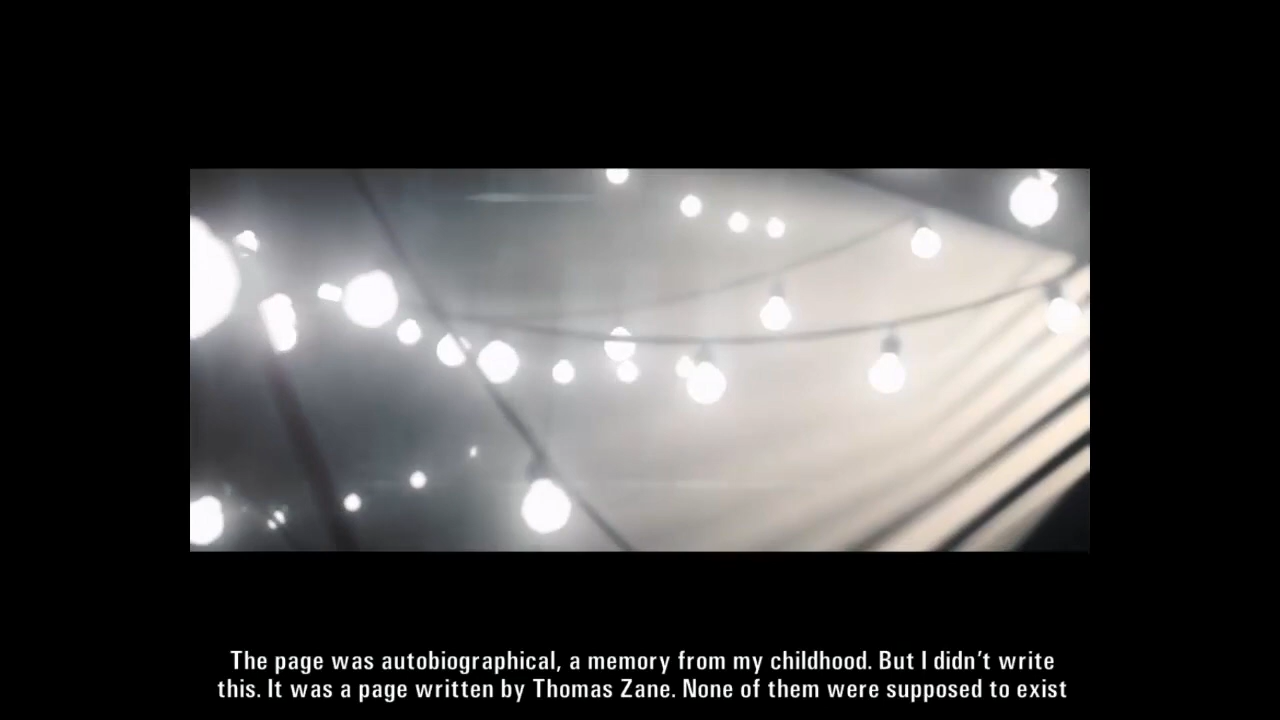 The page was autobiographical, a memory from my childhood. But I didn't write
this. It was a page written by Thomas Zane. None of them were supposed to exist